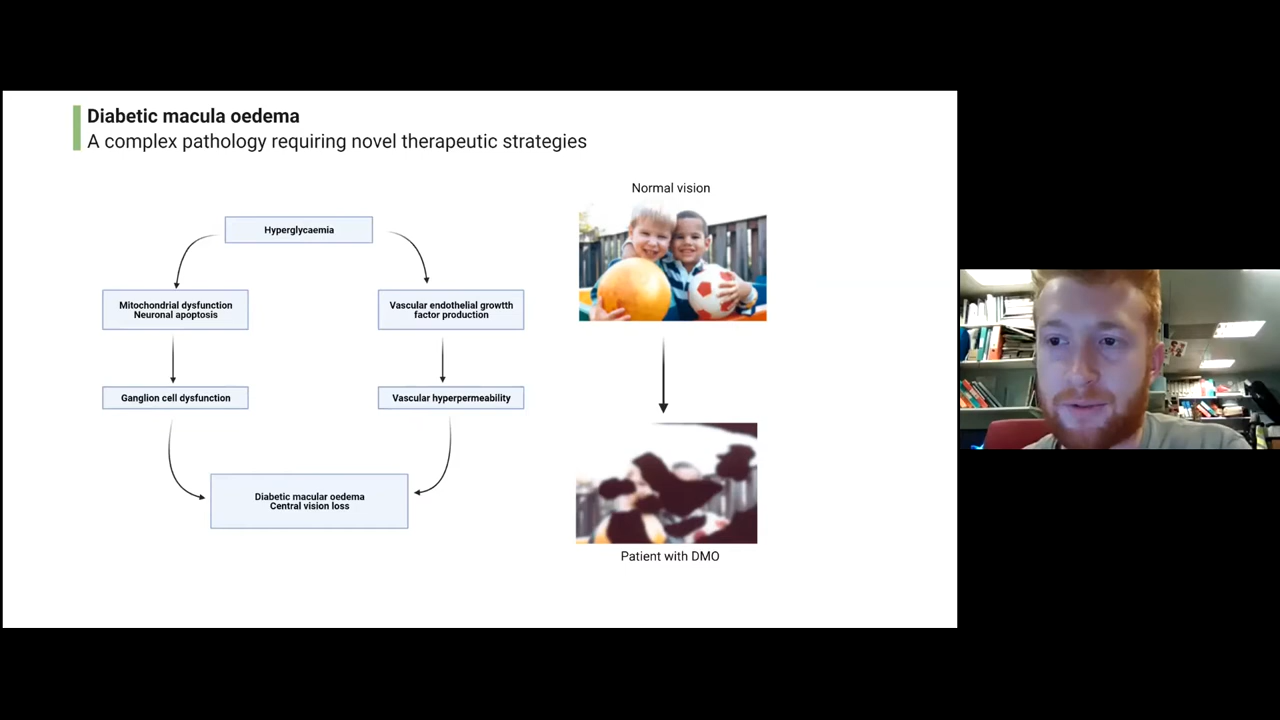 Diabetic macula oedema
A complex pathology requiring novel therapeutic strategies
Normal vision
Hyperglycaemia
Mitochondrial dysfunction
Neuronal apoptosis
Vascular endothelial growtth
factor production
Ganglion cell dysfunction
Vascular hyperpermeability
Diabetic macular oedema
Central vision loss
Patient with DMO